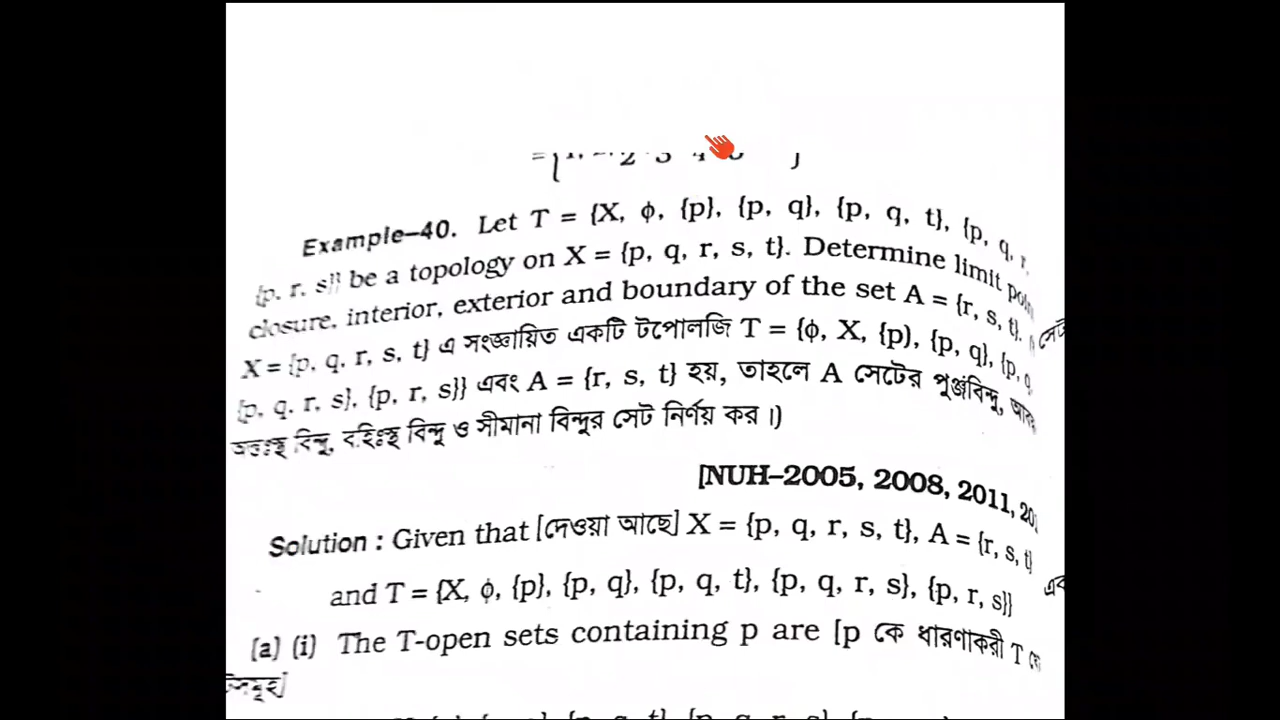 Example–40. Let T = {X, ϕ, {p}, {p, q}, {p, q, t}, {p, q, r,
{p, r, s}} be a topology on X = {p, q, r, s, t}. Determine limit
closure, interior, exterior and boundary of the set A = {r, s, t}.
X = {p, q, r, s, t} এ সংজ্ঞায়িত একটি টপোলজি T = {ϕ, X, {p), {p, q}, {p, q
{p, q. r, s}, {p, r, s}} এবং A = {r, s, t} হয়, তাহলে A সেটের পুঞ্জবিন্দু,
অন্তঃস্থ বিন্দু, বহিঃস্থ বিন্দু ও সীমানা বিন্দুর সেট নির্ণয় কর।)
[NUH–2005, 2008, 2011,
Solution : Given that [দেওয়া আছে] X = {p, q, r, s, t}, A = {r, s, t}
and T = {X, ϕ, {p}, {p, q}, {p, q, t}, {p, q, r, s}, {p, r, s}}
(a) (i) The T-open sets containing p are [p কে ধারণাকরী T